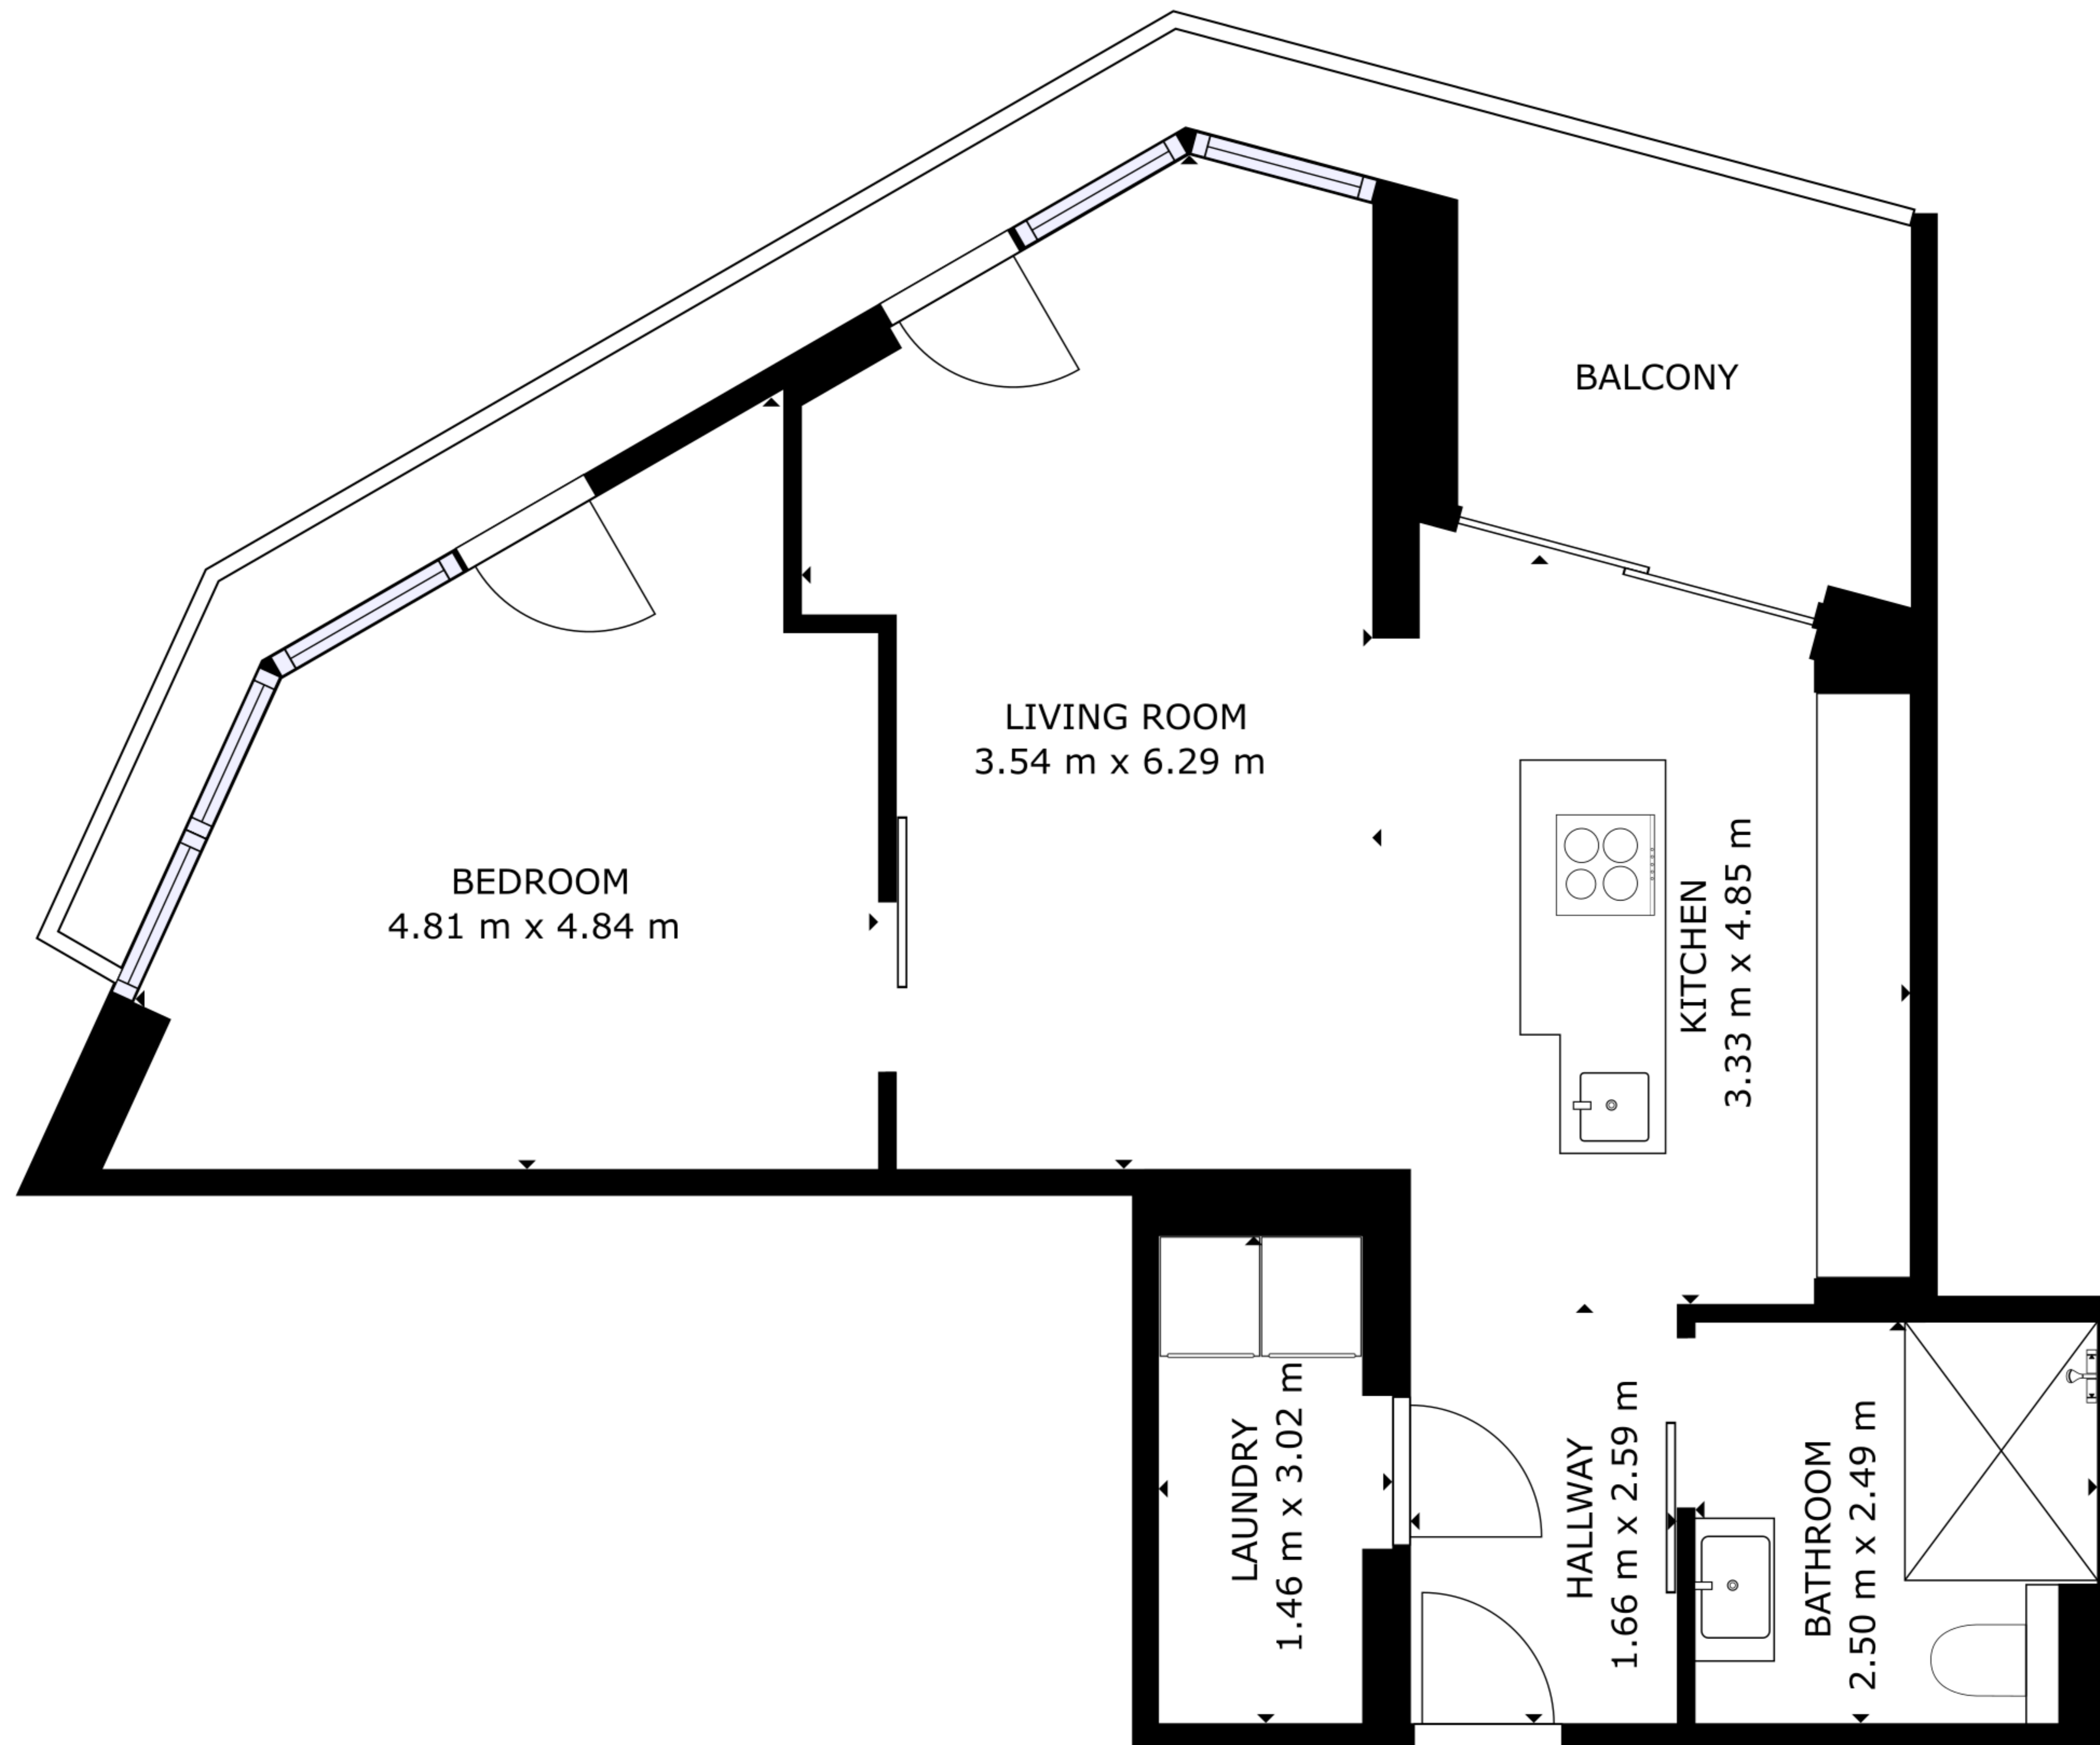 BALCONY
LIVING ROOM
3.54 m x 6.29 m
BEDROOM
4.81 m x 4.84 m
KITCHEN
3.33 m x 4.85 m
LAUNDRY
1.46 m x 3.02 m
HALLWAY
1.66 m x 2.59 m
BATHROOM
2.50 m x 2.49 m